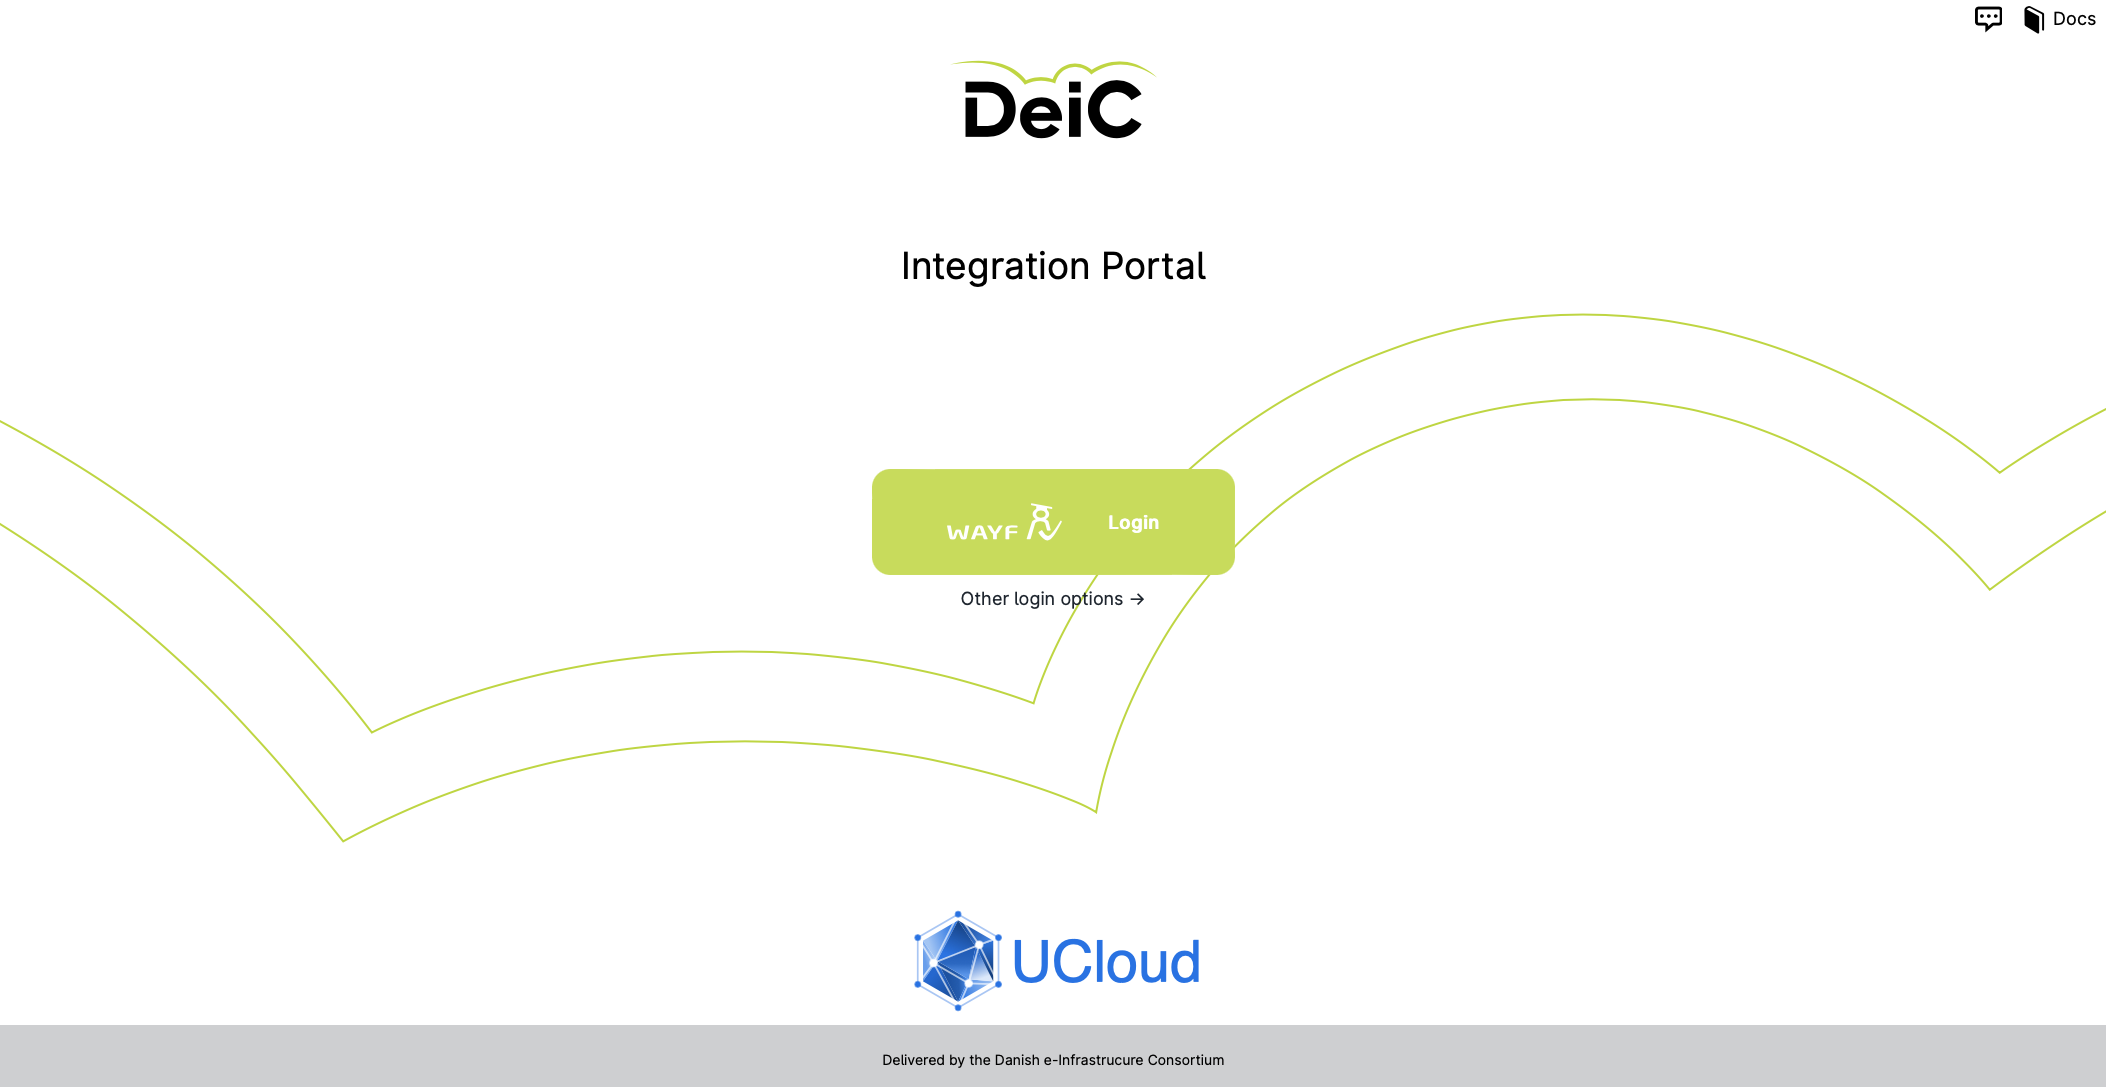 Docs
DeiC
Integration Portal
WAYF Login
Other login options →
UCloud
Delivered by the Danish e-Infrastrucure Consortium